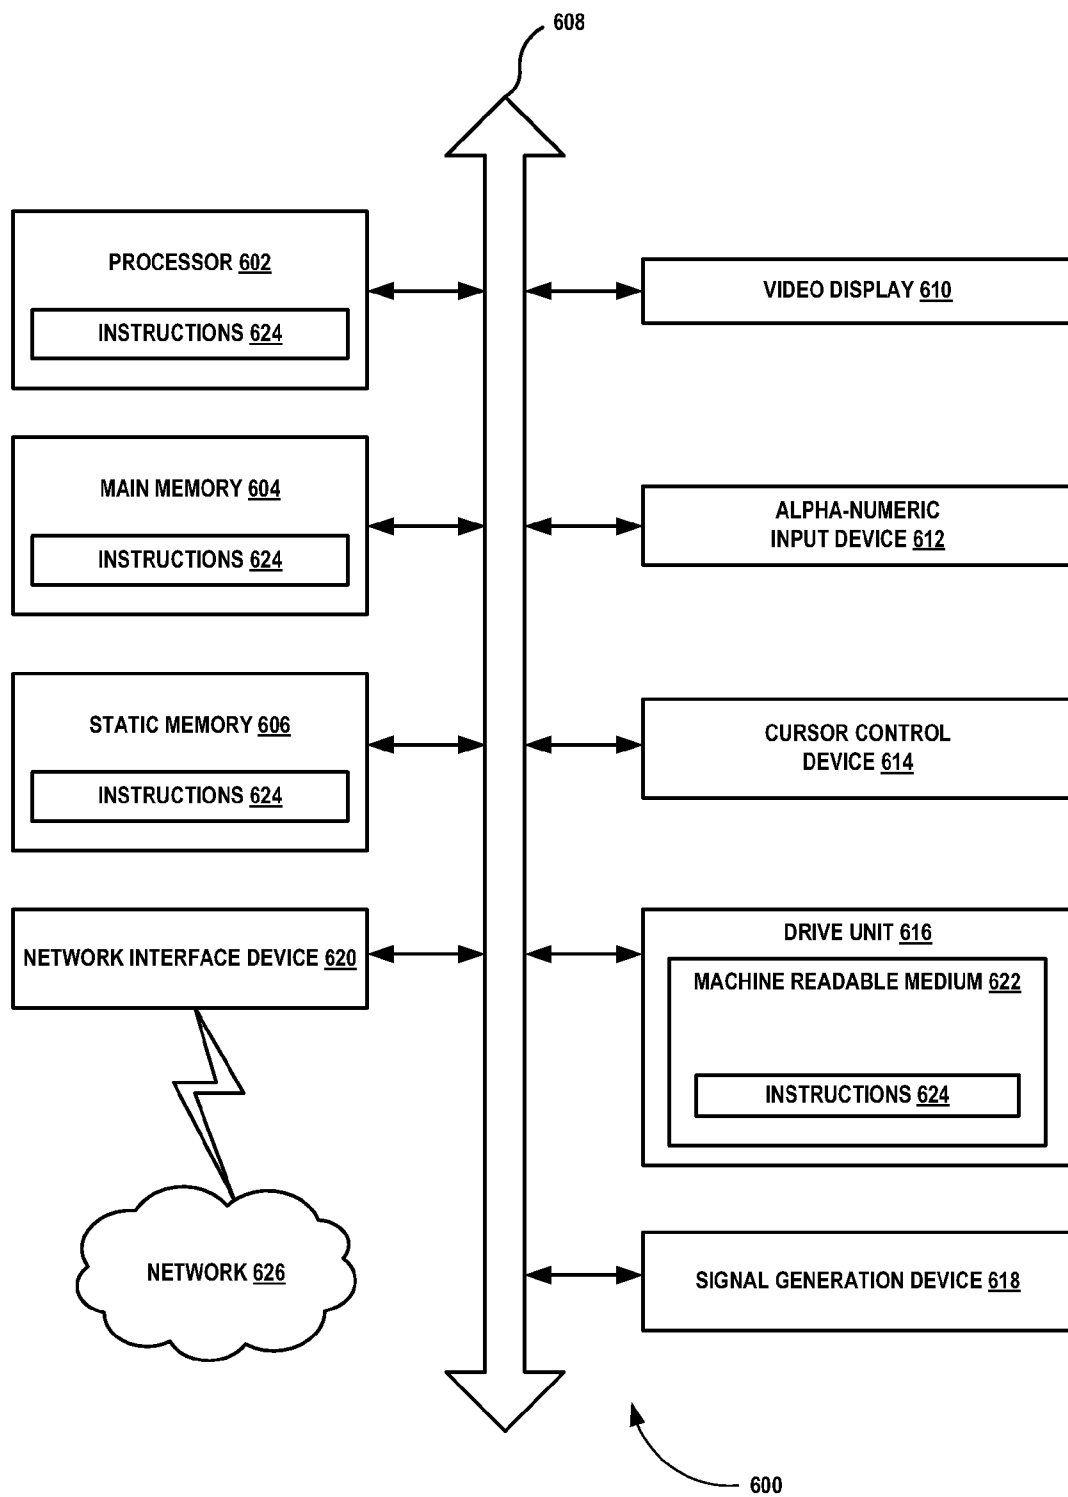 608
PROCESSOR 602
INSTRUCTIONS 624
VIDEO DISPLAY 610
MAIN MEMORY 604
INSTRUCTIONS 624
ALPHA-NUMERIC
INPUT DEVICE 612
STATIC MEMORY 606
INSTRUCTIONS 624
CURSOR CONTROL
DEVICE 614
NETWORK INTERFACE DEVICE 620
DRIVE UNIT 616
MACHINE READABLE MEDIUM 622
INSTRUCTIONS 624
NETWORK 626
SIGNAL GENERATION DEVICE 618
600